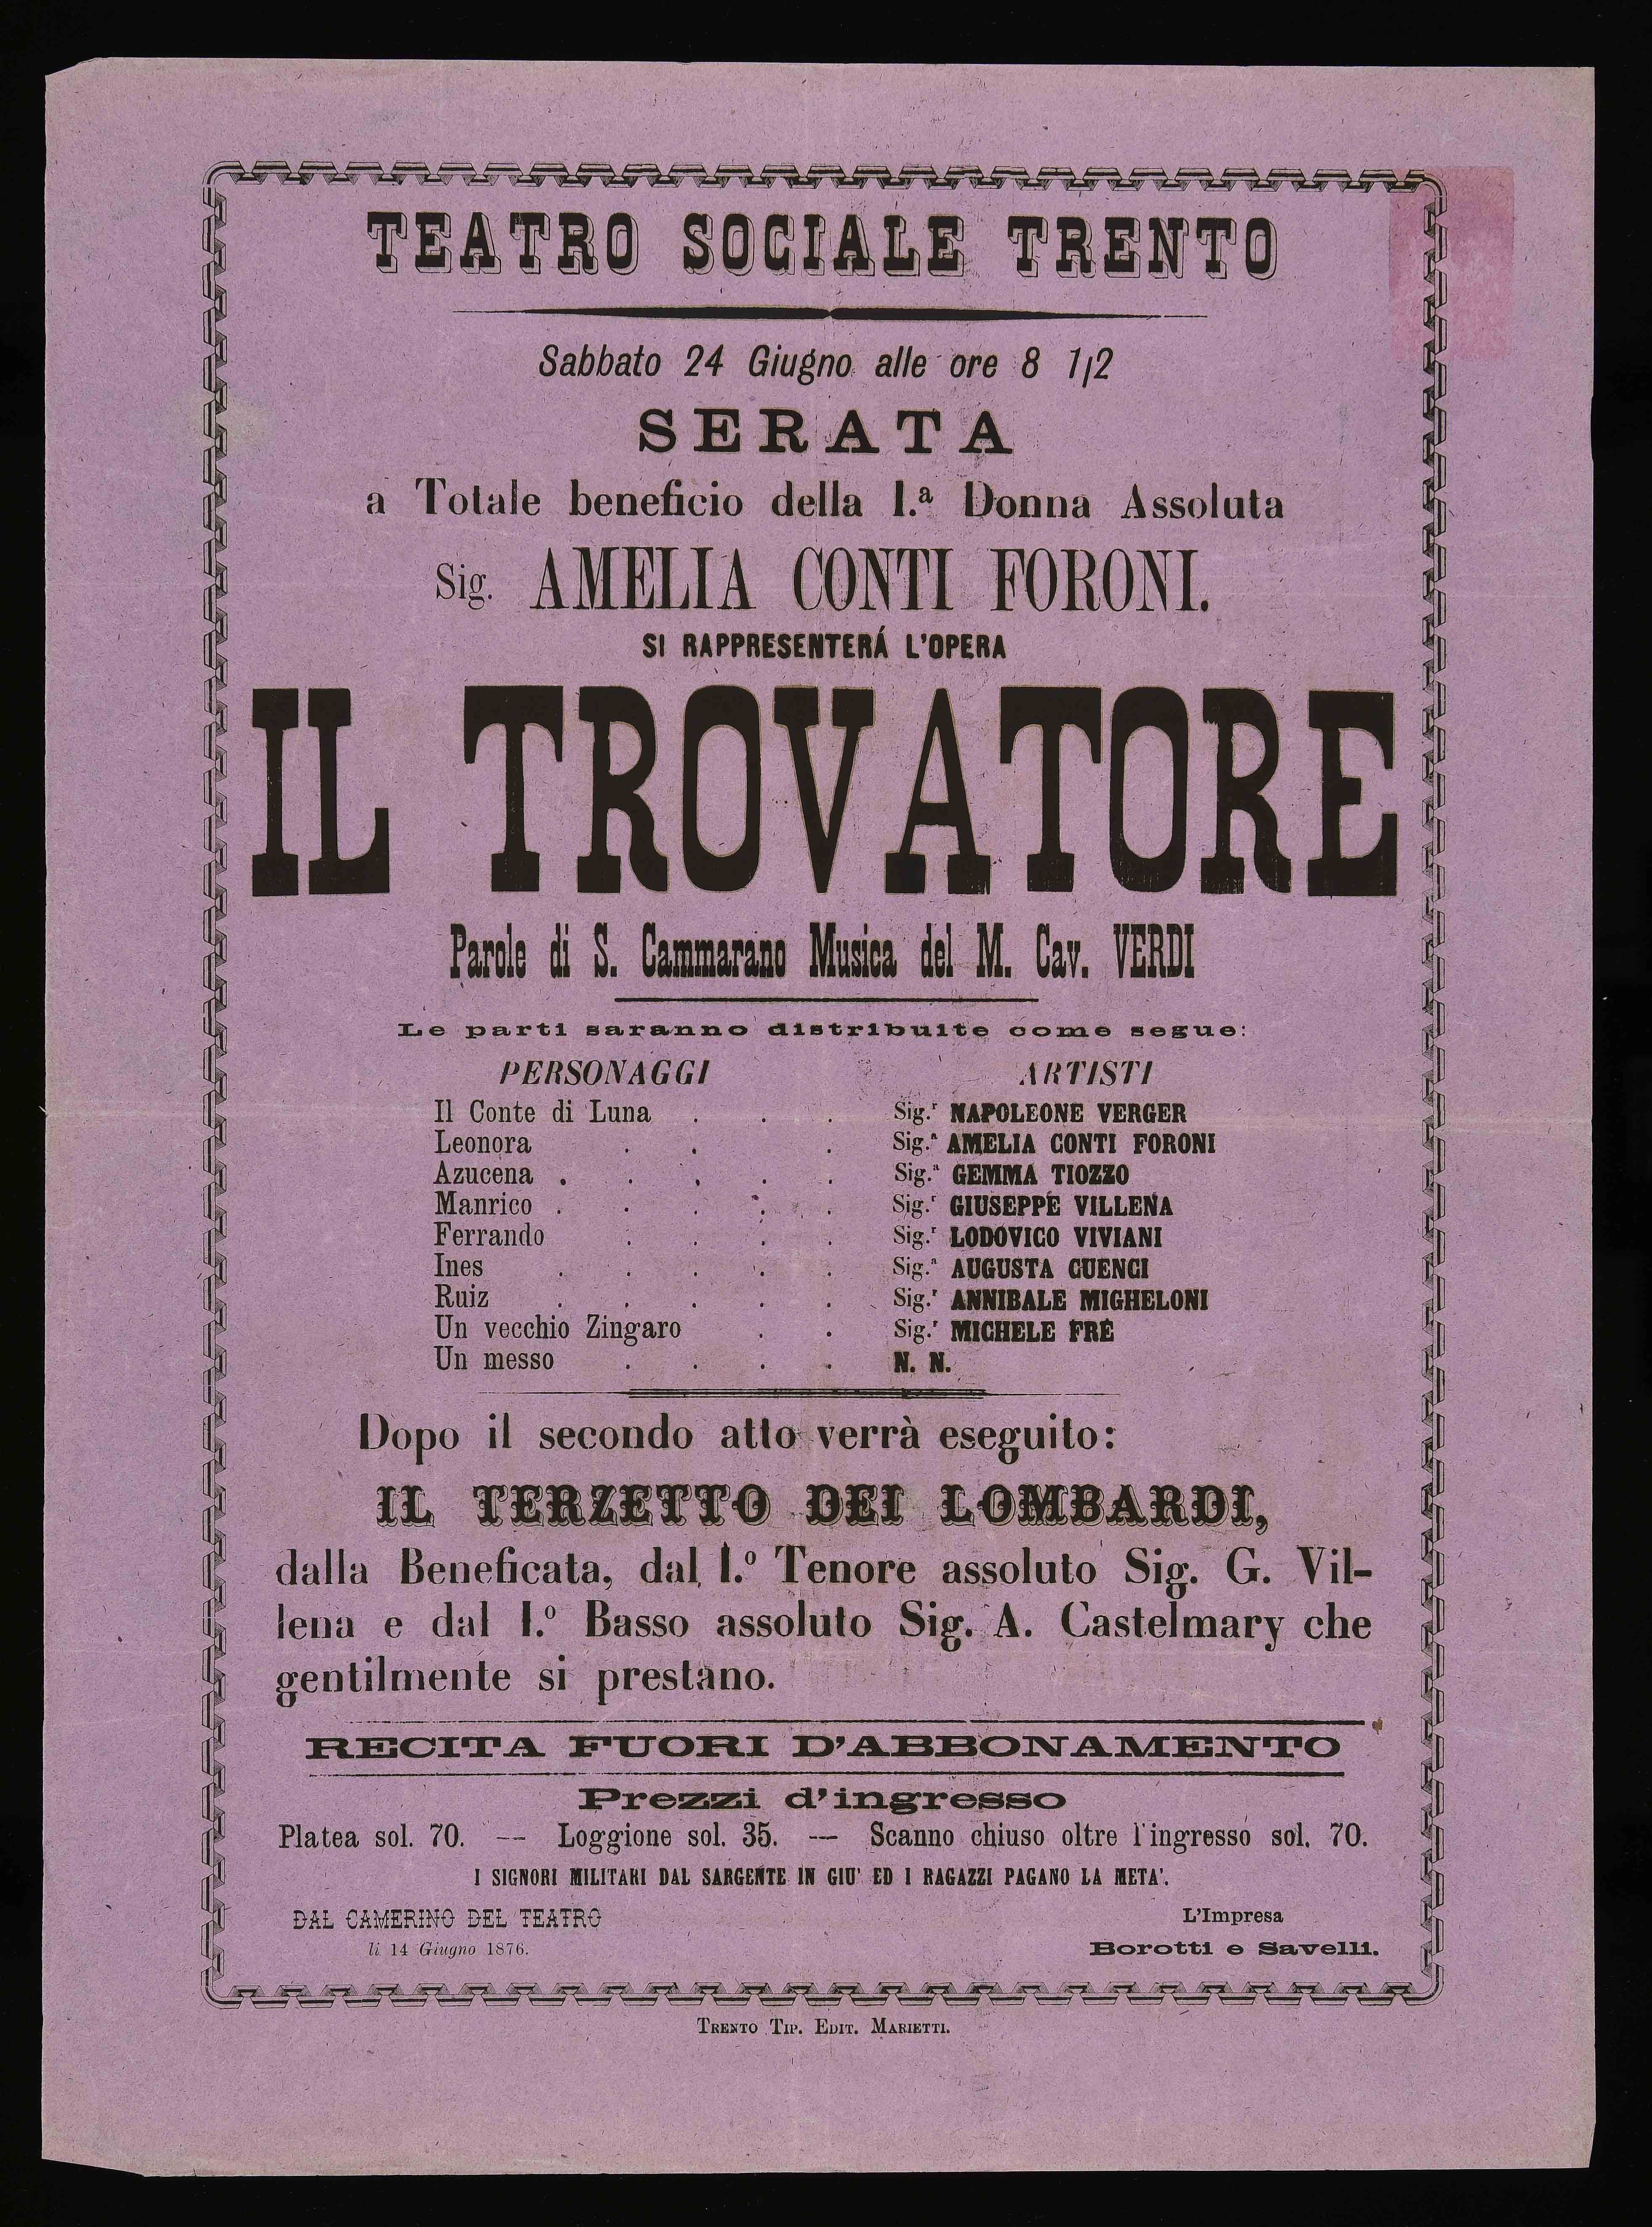 TEATRO SOCIALE TRENTO
Sabbato 24 Giugno alle ore 8 1/2
SERATA
a Totale beneficio della I.ª Donna Assoluta
Sig. AMELIA CONTI FORONI.
SI RAPPRESENTERÁ L'OPERA
IL TROVATORE
Parole di S. Cammarano Musica del M. Cav. VERDI
Le parti saranno distribuite come segue:
PERSONAGGI ARTISTI
Il Conte di Luna . . . Sig.r NAPOLEONE VERGER
Leonora . . . Sig.a AMELIA CONTI FORONI
Azucena . . . . . Sig.a GEMMA TIOZZO
Manrico . . . . . Sig.r GIUSEPPE VILLENA
Ferrando . . . . Sig.r LODOVICO VIVIANI
Ines . . . . . Sig.a AUGUSTA CUENCI
Ruiz . . . . . Sig.r ANNIBALE MIGHELONI
Un vecchio Zingaro . . Sig.r MICHELE FRÈ
Un messo . . . . N. N.
Dopo il secondo atto verrà eseguito:
IL TERZETTO DEI LOMBARDI,
dalla Beneficata, dal I.º Tenore assoluto Sig. G. Vil-
lena e dal I.º Basso assoluto Sig. A. Castelmary che
gentilmente si prestano.
RECITA FUORI D'ABBONAMENTO
Prezzi d'ingresso
Platea sol. 70. — Loggione sol. 35. — Scanno chiuso oltre l'ingresso sol. 70.
I SIGNORI MILITARI DAL SARGENTE IN GIU' ED I RAGAZZI PAGANO LA META'.
DAL CAMERINO DEL TEATRO
li 14 Giugno 1876.
L'Impresa
Borotti e Savelli.
TRENTO TIP. EDIT. MARIETTI.